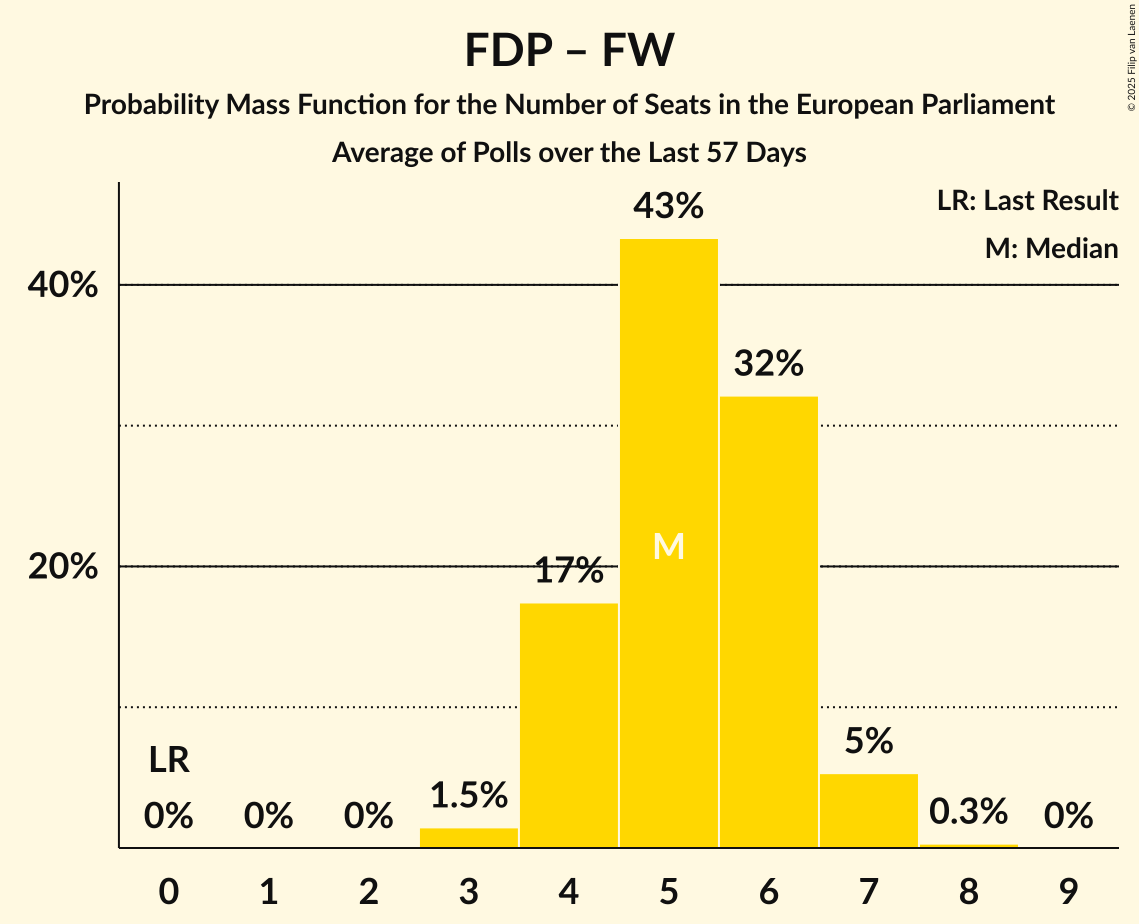 FDP – FW
Probability Mass Function for the Number of Seats in the European Parliament
Average of Polls over the Last 57 Days
© 2025 Filip van Laenen
LR: Last Result
M: Median
43%
40%
32%
M
20%
17%
5%
LR
1.5%
0.3%
0% 0% 0% 0%
0 1 2 3 4 5 6 7 8 9